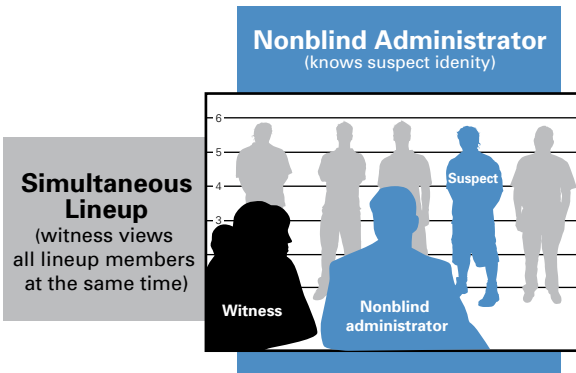 Nonblind Administrator
(knows suspect idenity)
Simultaneous
Lineup
(witness views
all lineup members
at the same time)
6
5
4
3
Suspect
Witness
Nonblind
administrator